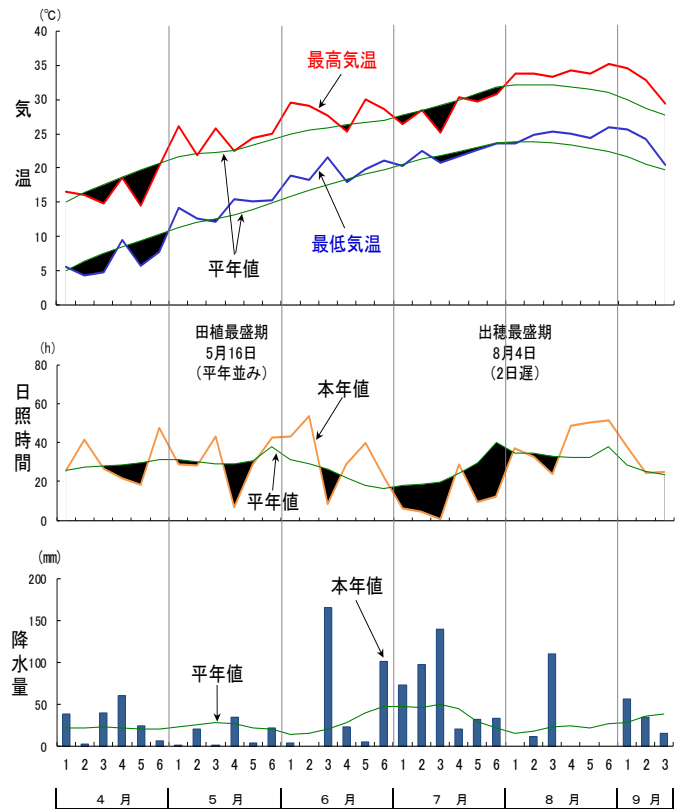 (℃)
40
35
30
25
20
15
10
5
0
気
温
最高気温
最低気温
平年値
(h)
80
60
40
20
0
日照時間
田植最盛期
5月16日
(平年並み)
出穂最盛期
8月4日
(2日遅)
本年値
平年値
(mm)
200
150
100
50
0
降水量
本年値
平年値
1 2 3 4 5 6 1 2 3 4 5 6 1 2 3 4 5 6 1 2 3 4 5 6 1 2 3 4 5 6 1 2 3
4 月 5 月 6 月 7 月 8 月 9 月